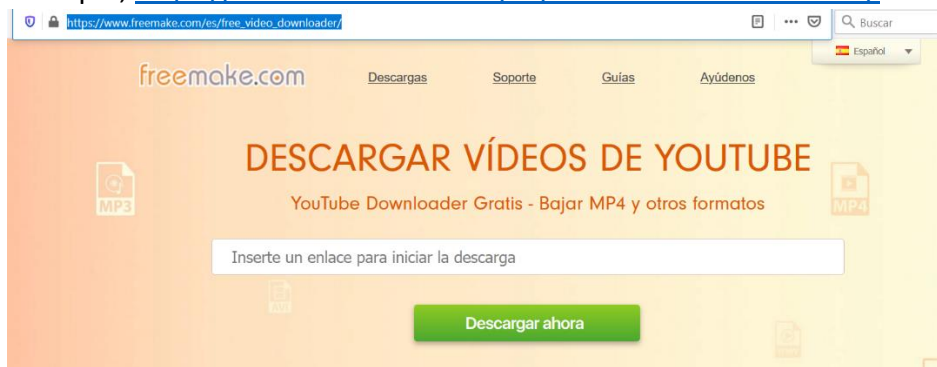 https://www.freemake.com/es/free_video_downloader/
Buscar
Español
freemake.com Descargas Soporte Guías Ayúdenos
DESCARGAR VÍDEOS DE YOUTUBE
YouTube Downloader Gratis - Bajar MP4 y otros formatos
MP3
MP4
Inserte un enlace para iniciar la descarga
AVI
Descargar ahora